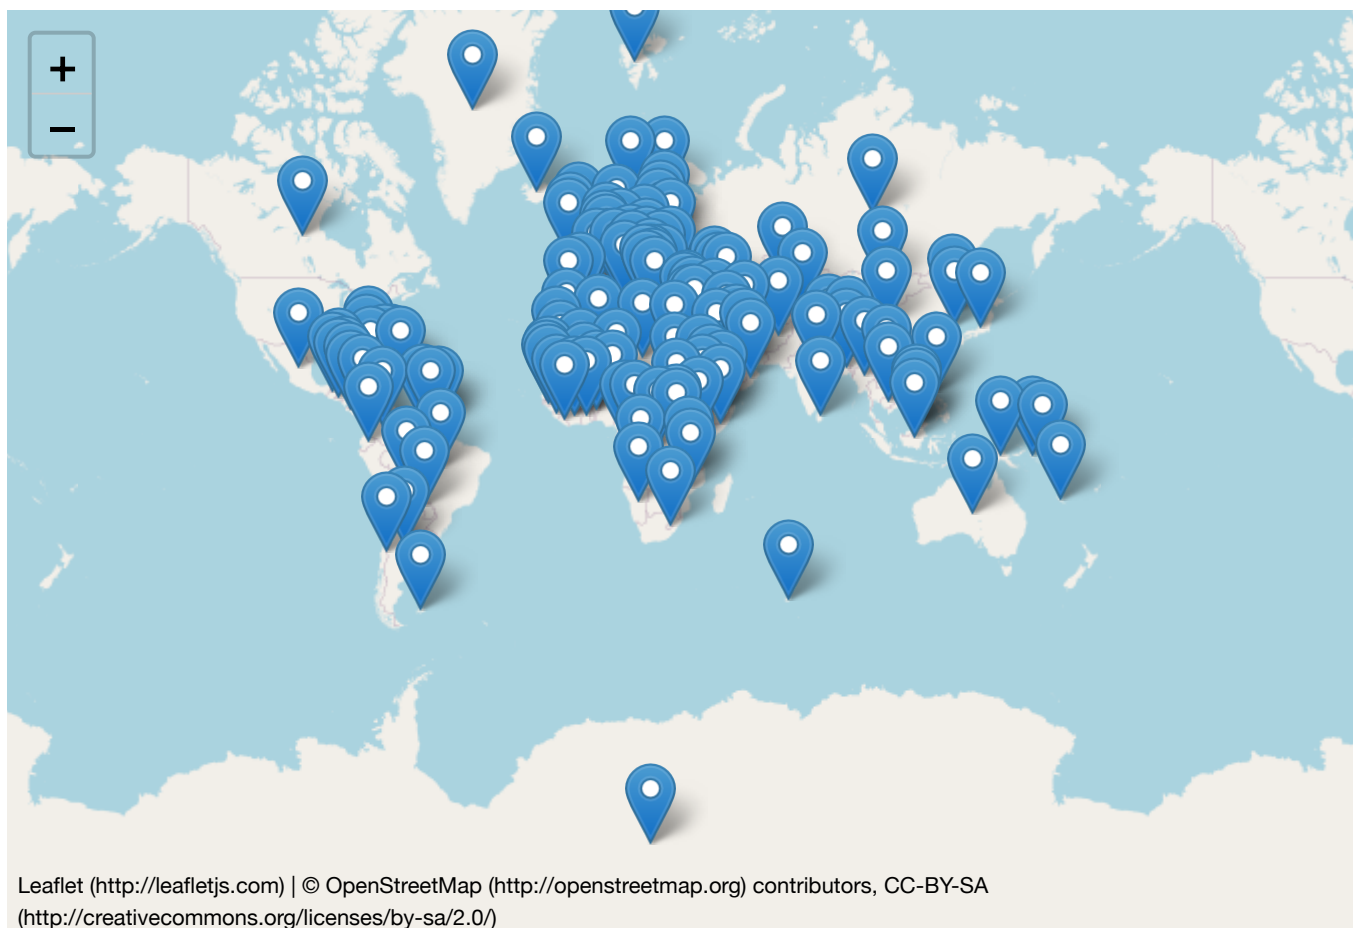 +
−
Leaflet (http://leafletjs.com) | © OpenStreetMap (http://openstreetmap.org) contributors, CC-BY-SA
(http://creativecommons.org/licenses/by-sa/2.0/)